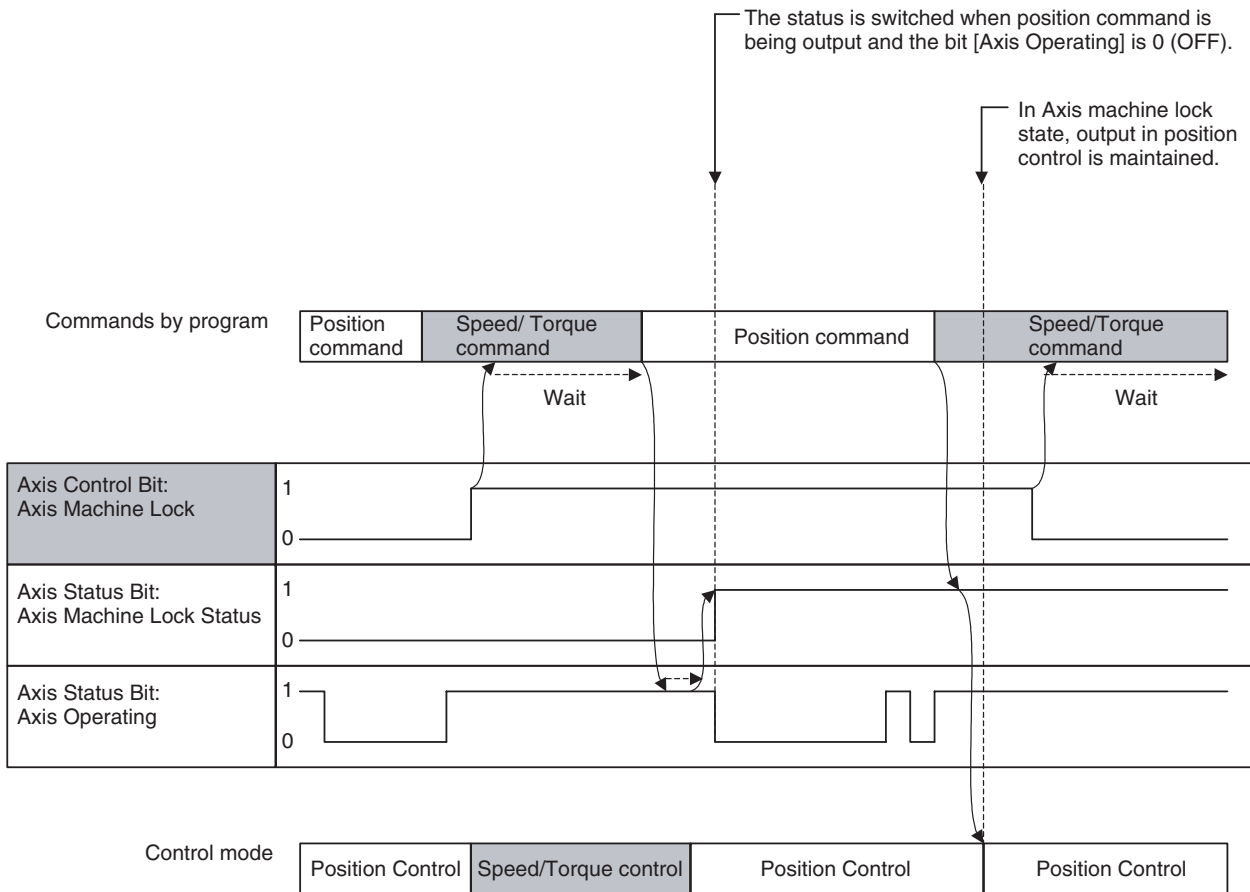 The status is switched when position command is
being output and the bit [Axis Operating] is 0 (OFF).
In Axis machine lock
state, output in position
control is maintained.
Commands by program
Position
command
Speed/ Torque
command
Position command
Speed/Torque
command
Wait
Wait
Axis Control Bit:
Axis Machine Lock
1
0
Axis Status Bit:
Axis Machine Lock Status
1
0
Axis Status Bit:
Axis Operating
1
0
Control mode
Position Control
Speed/Torque control
Position Control
Position Control